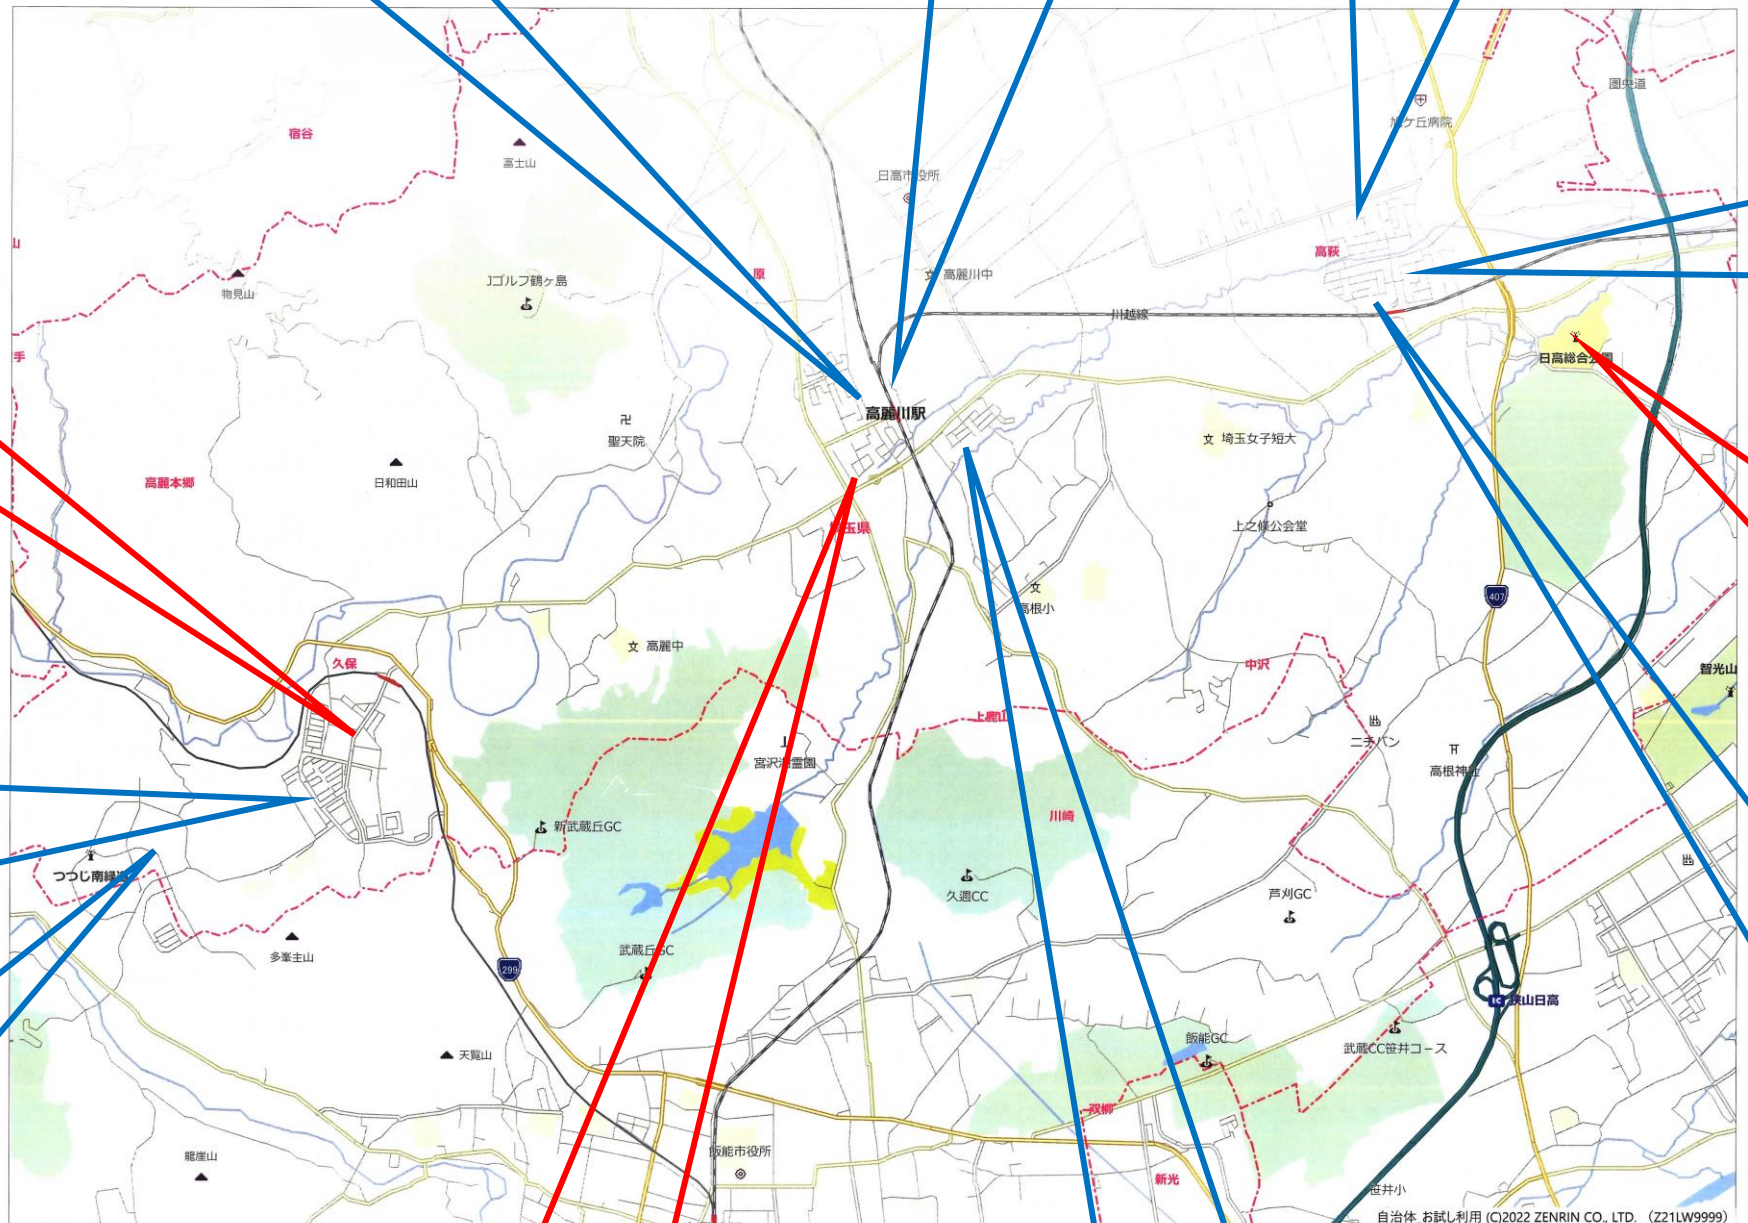 圏央道
鳩ケ丘病院
宿谷
富士山
日高市役所
山
高萩
原
高麗川中
Jゴルフ鶴ヶ島
物見山
川越線
手
日高総合公園
高麗川駅
聖天院
埼玉女子短大
日和田山
高麗本郷
上之條公会堂
埼玉県
407
高根小
高麗中
久保
中沢
智光山
上鹿山
ニチバン
宮沢湖霊園
高根神社
川崎
新武蔵丘GC
つつじ南緑道
久邇CC
芦刈GC
武蔵丘GC
多峯主山
299
IC 狭山日高
飯能GC
武蔵CC笹井コース
天覧山
双柳
飯能市役所
龍崖山
新光
笹井小
自治体 お試し利用 (C)2022 ZENRIN CO., LTD. (Z21LW9999)